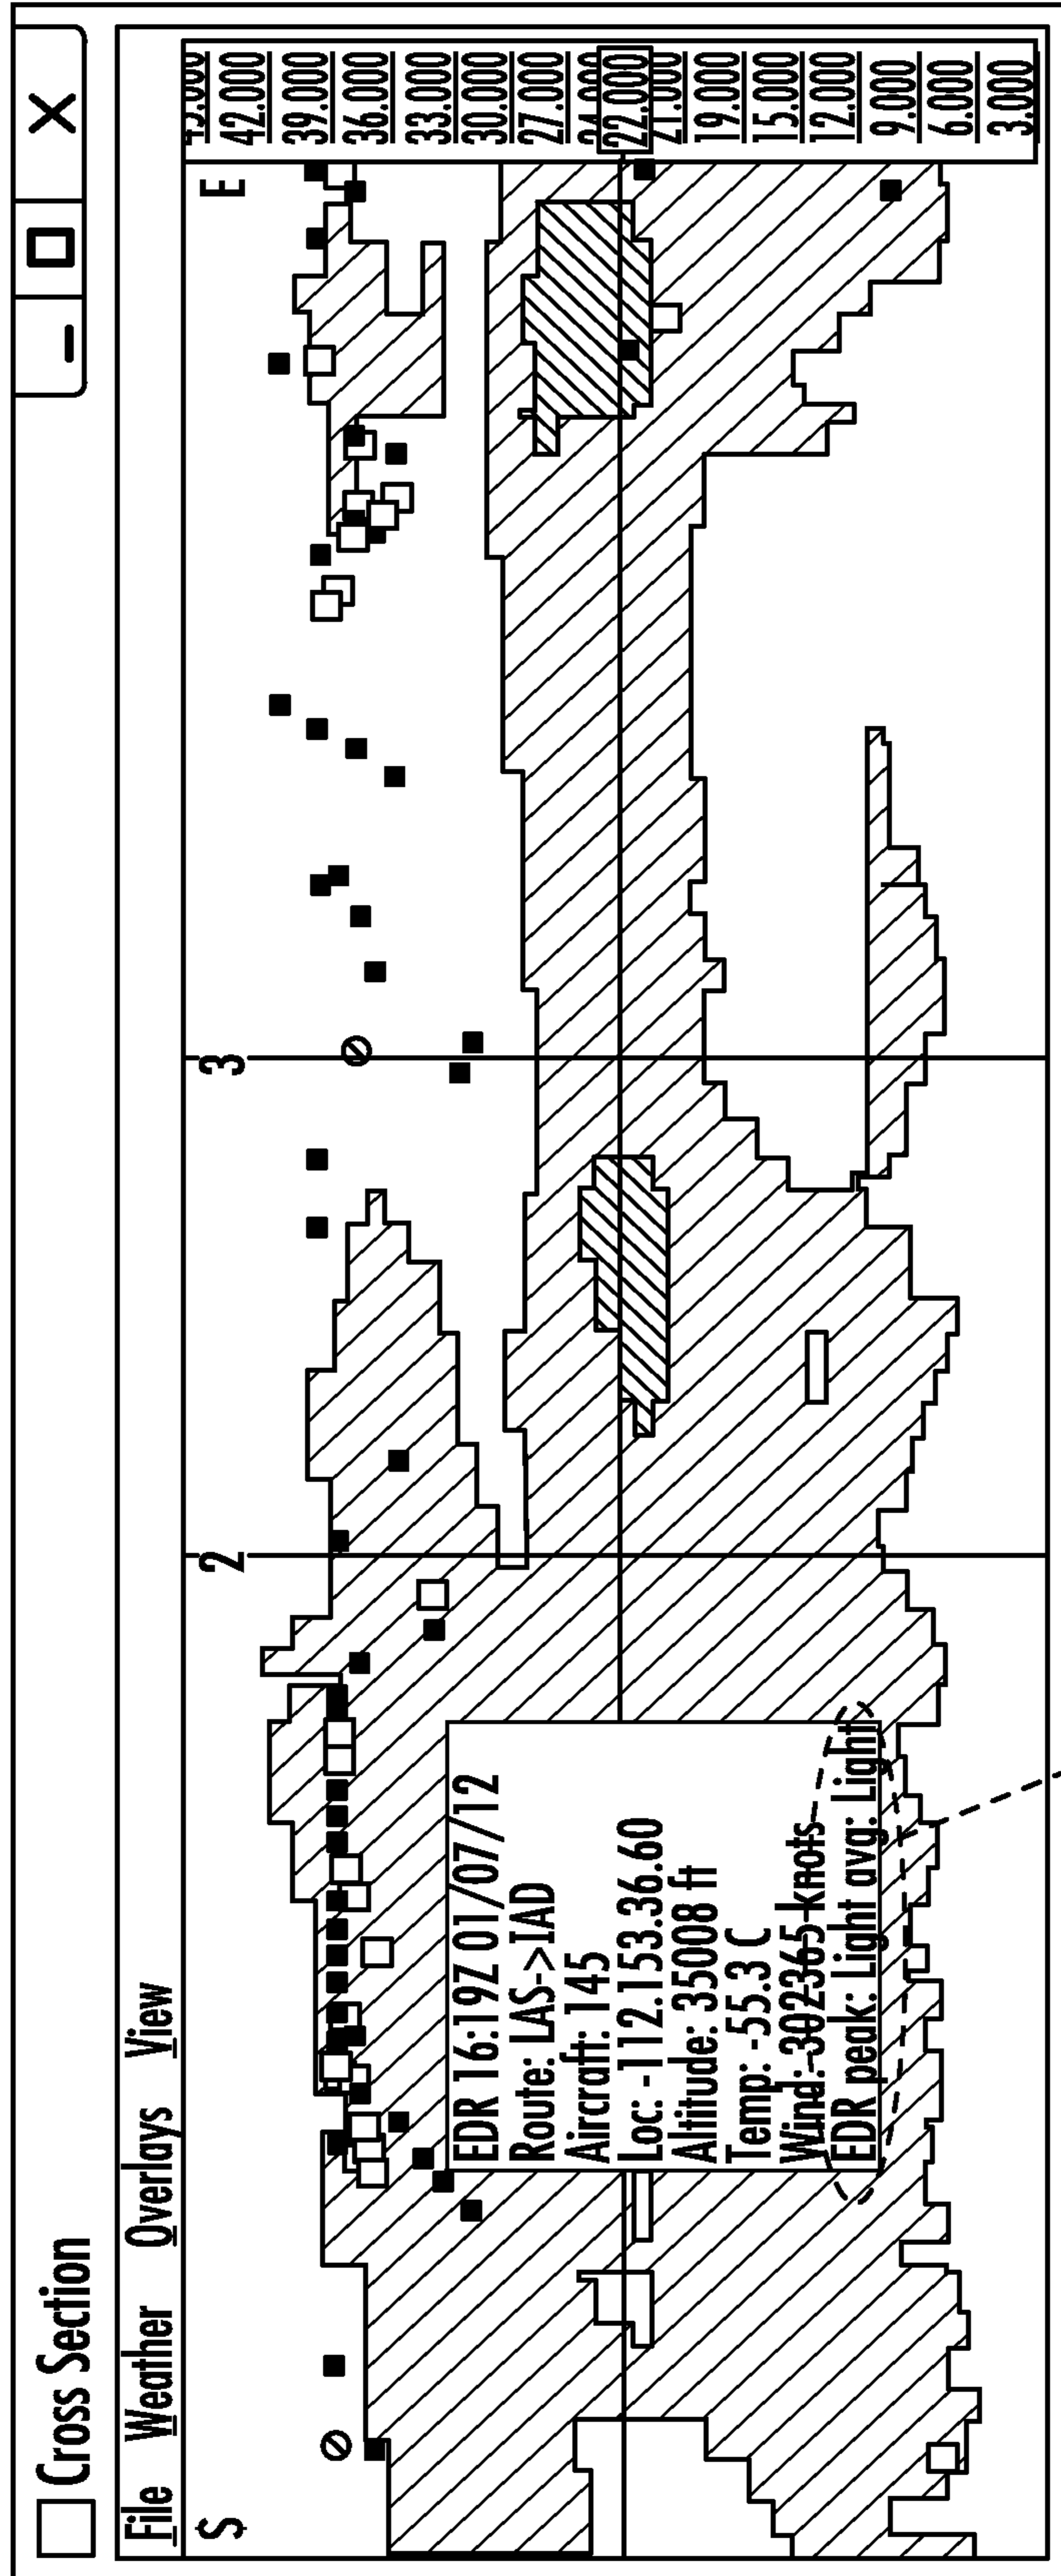 Cross Section
File Weather Overlays View
S 2 3 E
42.000
39.000
36.000
33.000
30.000
27.000
22.000
21.000
19.000
15.000
12.000
9.000
6.000
3.000
EDR 16:19Z 01/07/12
Route: LAS->IAD
Aircraft: 145
Loc: -112.153.36.60
Altitude: 35008 ft
Temp: -55.3 C
Wind: 302365 knots
EDR peak: Light avg: Light